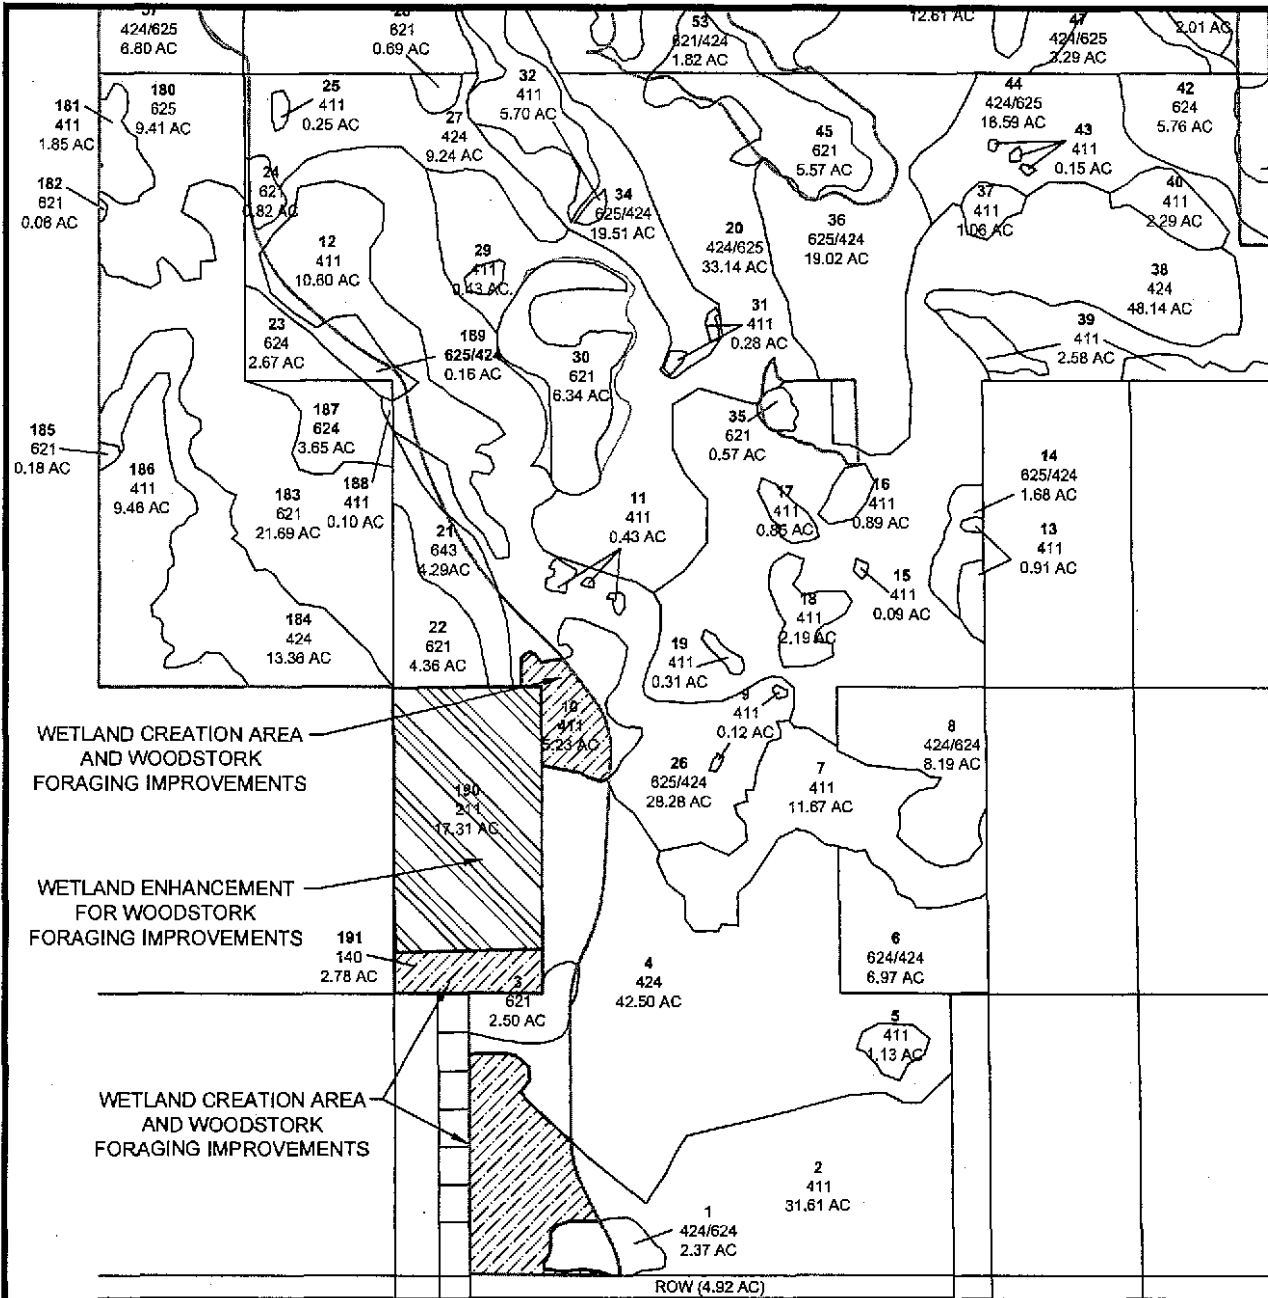 57
424/625
6.80 AC
28
621
0.69 AC
53
621/424
1.82 AC
12.61 AC
47
424/625
3.29 AC
2.01 AC
181
411
1.85 AC
180
625
9.41 AC
25
411
0.25 AC
27
424
9.24 AC
32
411
5.70 AC
45
621
5.57 AC
44
424/625
16.59 AC
43
411
0.15 AC
42
624
5.76 AC
182
621
0.06 AC
24
621
0.82 AC
34
625/424
19.51 AC
37
411
1.06 AC
40
411
2.29 AC
12
411
10.60 AC
29
411
0.43 AC
20
424/625
33.14 AC
36
625/424
19.02 AC
38
424
48.14 AC
23
624
2.67 AC
189
625/424
0.16 AC
30
621
6.34 AC
31
411
0.28 AC
39
411
2.58 AC
187
624
3.65 AC
35
621
0.57 AC
185
621
0.18 AC
186
411
9.46 AC
183
621
21.69 AC
188
411
0.10 AC
11
411
0.43 AC
17
411
0.85 AC
16
411
0.89 AC
14
625/424
1.68 AC
13
411
0.91 AC
21
643
4.29AC
15
411
0.09 AC
18
411
2.19 AC
184
424
13.36 AC
22
621
4.36 AC
19
411
0.31 AC
WETLAND CREATION AREA
AND WOODSTORK
FORAGING IMPROVEMENTS
10
411
5.23 AC
9
411
0.12 AC
26
625/424
28.28 AC
7
411
11.67 AC
8
424/624
8.19 AC
190
211
17.31 AC
WETLAND ENHANCEMENT
FOR WOODSTORK
FORAGING IMPROVEMENTS
191
140
2.78 AC
3
621
2.50 AC
4
424
42.50 AC
6
624/424
6.97 AC
5
411
1.13 AC
WETLAND CREATION AREA
AND WOODSTORK
FORAGING IMPROVEMENTS
2
411
31.61 AC
1
424/624
2.37 AC
ROW (4.92 AC)